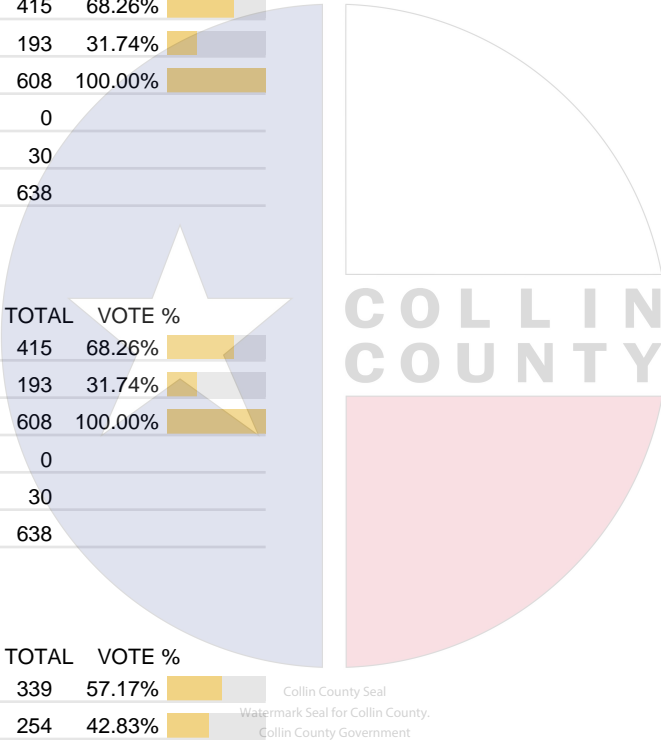 415 68.26%
193 31.74%
608 100.00%
0
30
638
TOTAL VOTE %
415 68.26%
193 31.74%
608 100.00%
0
30
638
COLLIN
COUNTY
TOTAL VOTE %
339 57.17%
254 42.83%
Collin County Seal
Watermark Seal for Collin County.
Collin County Government